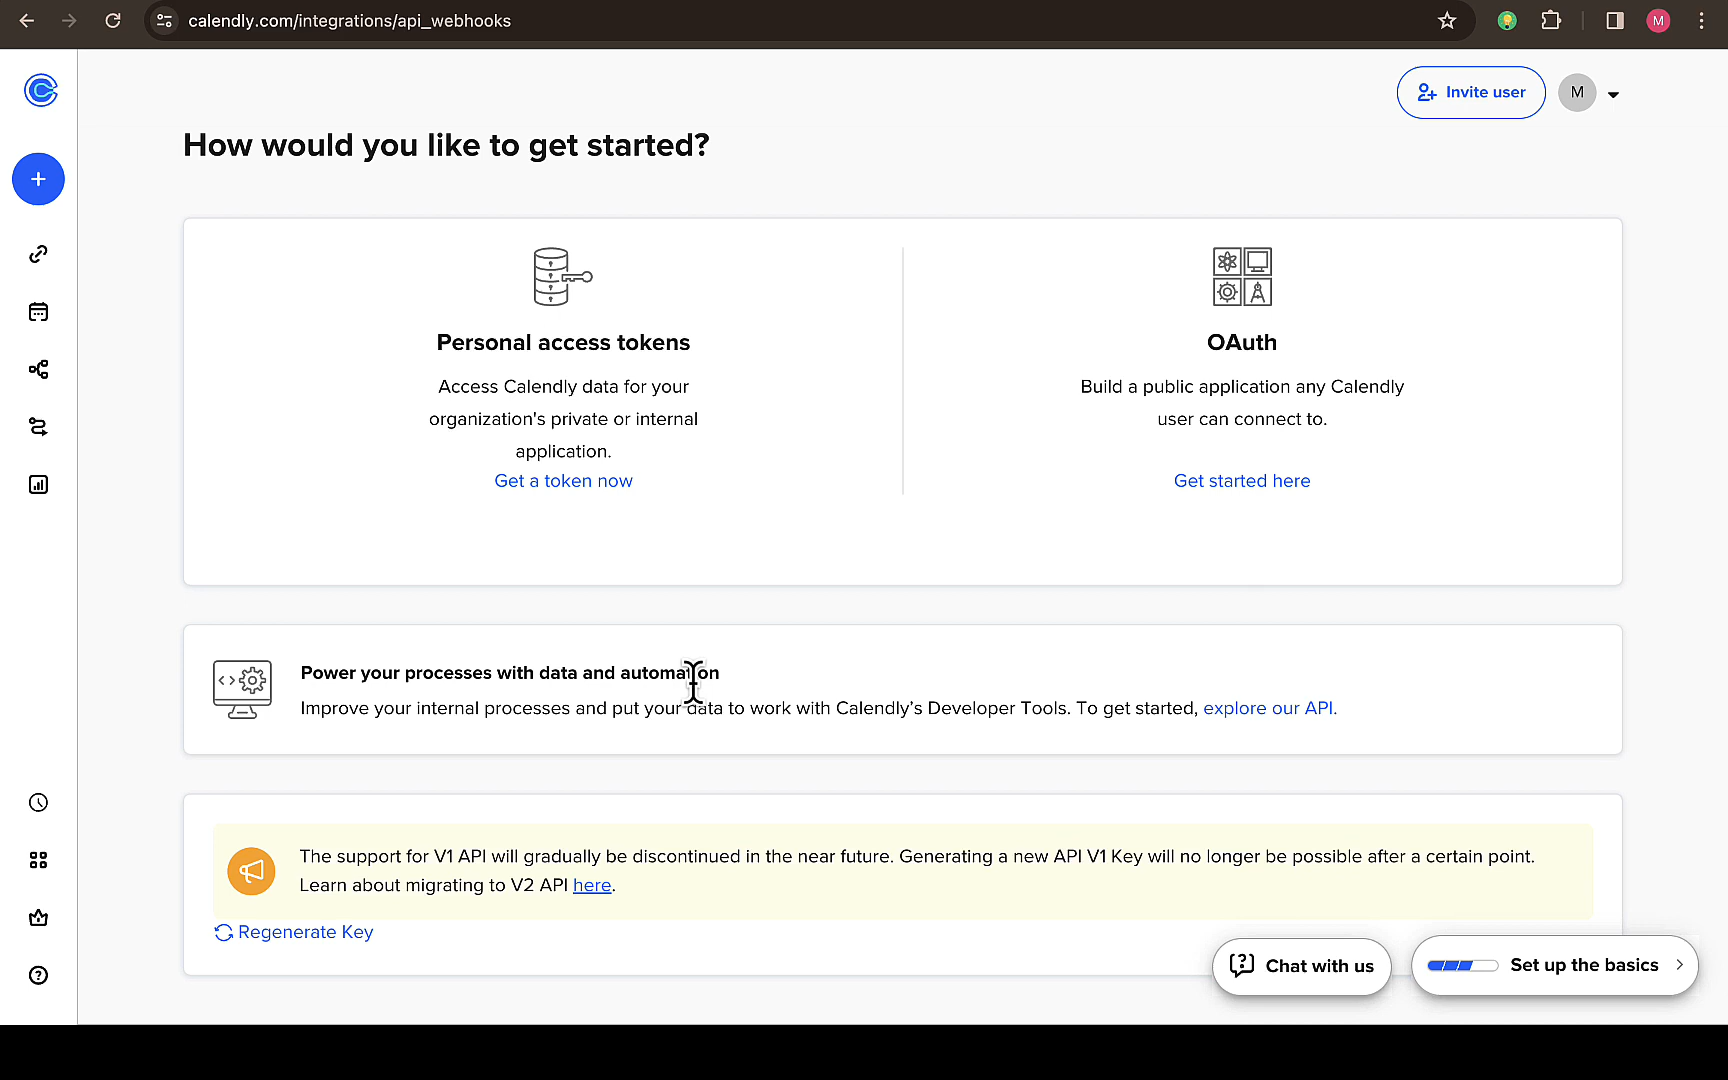 calendly.com/integrations/api_webhooks
M
Invite user
M
How would you like to get started?
Personal access tokens
Access Calendly data for your
organization's private or internal
application.
Get a token now
OAuth
Build a public application any Calendly
user can connect to.
Get started here
Power your processes with data and automation
Improve your internal processes and put your data to work with Calendly’s Developer Tools. To get started, explore our API.
The support for V1 API will gradually be discontinued in the near future. Generating a new API V1 Key will no longer be possible after a certain point.
Learn about migrating to V2 API here.
Regenerate Key
Chat with us
Set up the basics